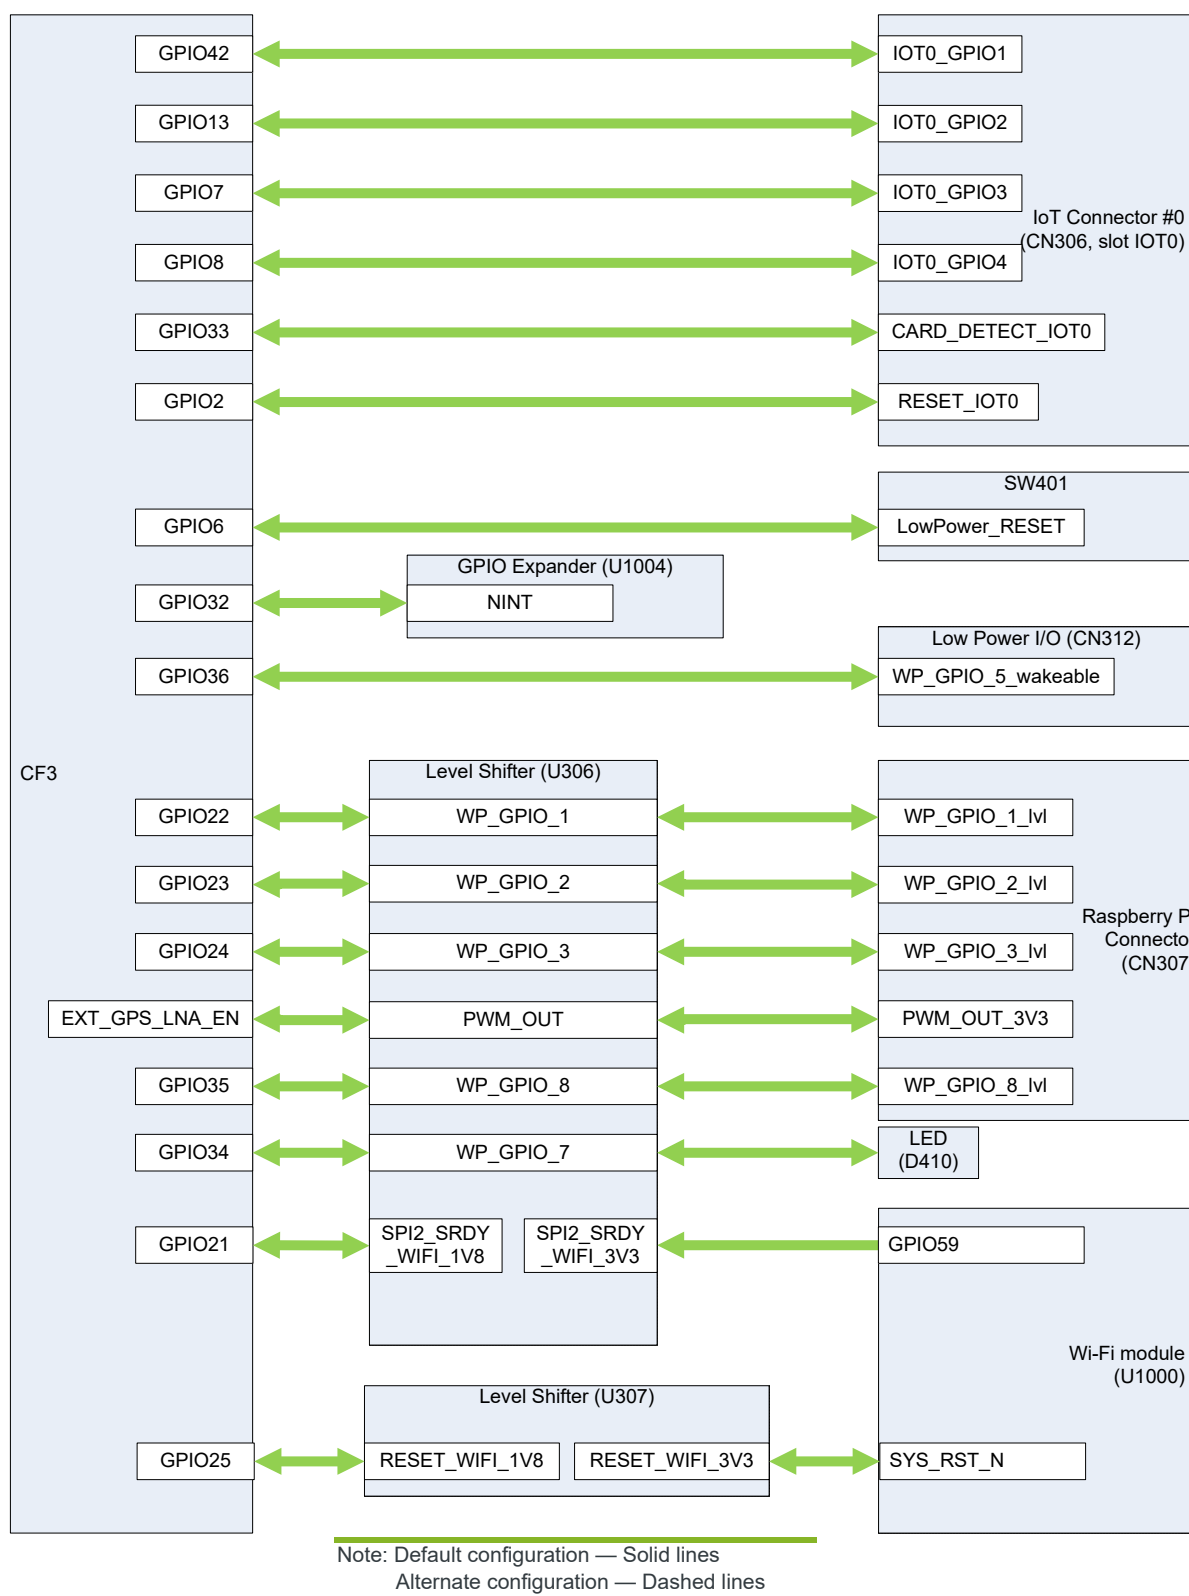 GPIO42
IOT0_GPIO1
GPIO13
IOT0_GPIO2
GPIO7
IOT0_GPIO3
IoT Connector #0
(CN306, slot IOT0)
GPIO8
IOT0_GPIO4
GPIO33
CARD_DETECT_IOT0
GPIO2
RESET_IOT0
SW401
GPIO6
LowPower_RESET
GPIO Expander (U1004)
GPIO32
NINT
Low Power I/O (CN312)
GPIO36
WP_GPIO_5_wakeable
CF3
Level Shifter (U306)
GPIO22
WP_GPIO_1
WP_GPIO_1_lvl
GPIO23
WP_GPIO_2
WP_GPIO_2_lvl
Raspberry P
Connecto
(CN307
GPIO24
WP_GPIO_3
WP_GPIO_3_lvl
EXT_GPS_LNA_EN
PWM_OUT
PWM_OUT_3V3
GPIO35
WP_GPIO_8
WP_GPIO_8_lvl
GPIO34
WP_GPIO_7
LED
(D410)
GPIO21
SPI2_SRDY
_WIFI_1V8
SPI2_SRDY
_WIFI_3V3
GPIO59
Wi-Fi module
(U1000)
Level Shifter (U307)
GPIO25
RESET_WIFI_1V8
RESET_WIFI_3V3
SYS_RST_N
Note: Default configuration — Solid lines
Alternate configuration — Dashed lines